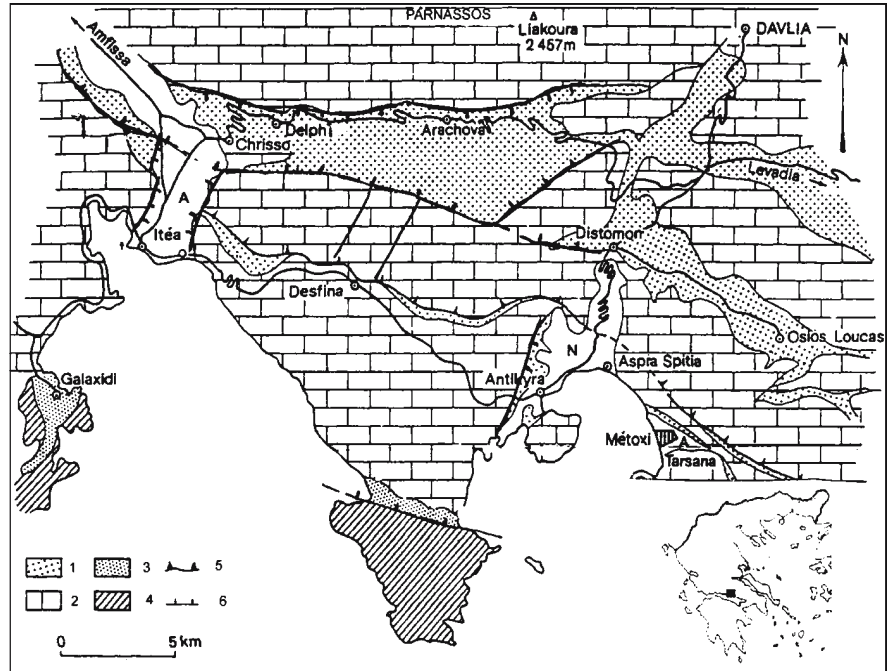 PÁRNASSOS
Liakoura
2 457m
DAVLIA
N
Amfissa
Delphi
Arachova
Chrisso
Levadia
A
Itéa
Distomon
Desfina
Osios Loucas
N
Aspra Spitia
Antikyra
Galaxidi
Métoxi
A
Tarsana
1
3
5
2
4
6
0
5 km